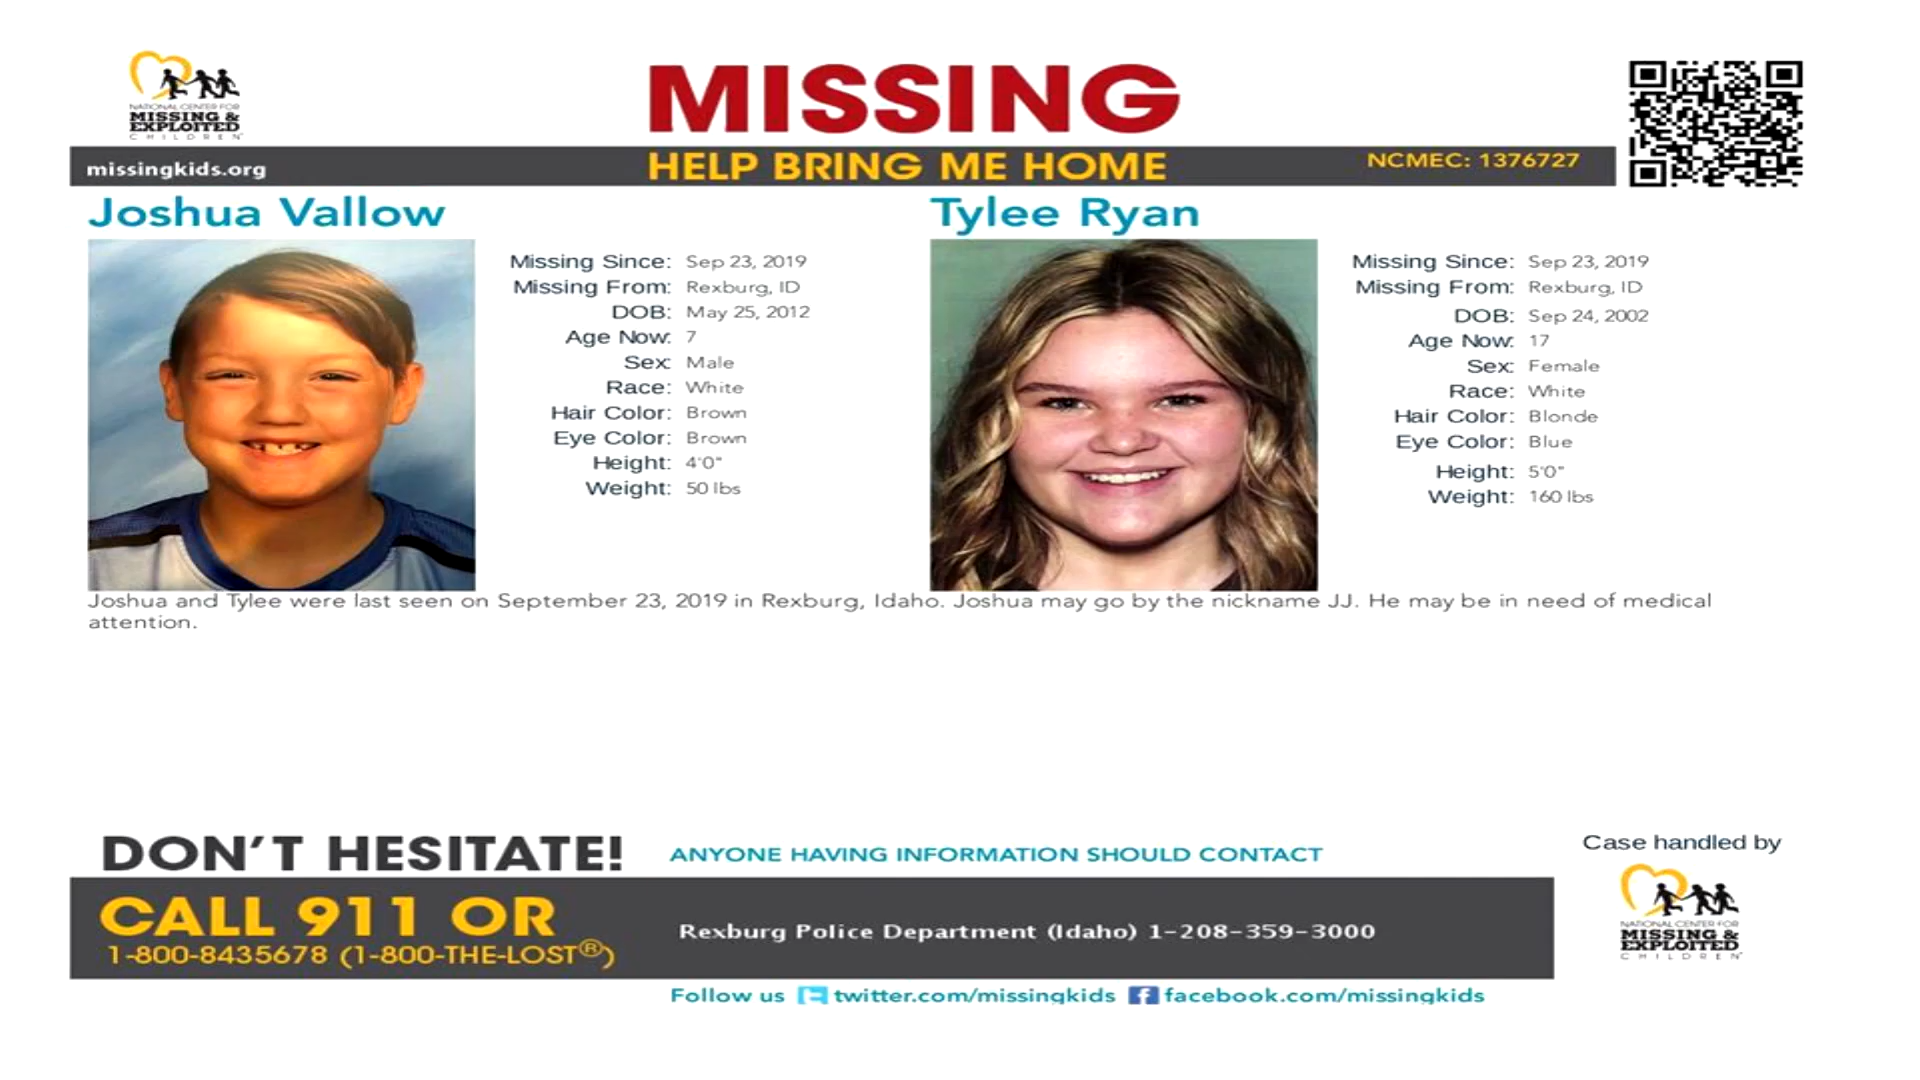 NATIONAL CENTER FOR
MISSING &
EXPLOITED
CHILDREN
MISSING
missingkids.org
HELP BRING ME HOME
NCMEC: 1376727
Joshua Vallow
Missing Since: Sep 23, 2019
Missing From: Rexburg, ID
DOB: May 25, 2012
Age Now: 7
Sex: Male
Race: White
Hair Color: Brown
Eye Color: Brown
Height: 4'0"
Weight: 50 lbs
Tylee Ryan
Missing Since: Sep 23, 2019
Missing From: Rexburg, ID
DOB: Sep 24, 2002
Age Now: 17
Sex: Female
Race: White
Hair Color: Blonde
Eye Color: Blue
Height: 5'0"
Weight: 160 lbs
Joshua and Tylee were last seen on September 23, 2019 in Rexburg, Idaho. Joshua may go by the nickname JJ. He may be in need of medical
attention.
DON'T HESITATE!
CALL 911 OR
1-800-8435678 (1-800-THE-LOST®)
ANYONE HAVING INFORMATION SHOULD CONTACT
Rexburg Police Department (Idaho) 1-208-359-3000
Follow us twitter.com/missingkids facebook.com/missingkids
Case handled by
NATIONAL CENTER FOR
MISSING &
EXPLOITED
CHILDREN